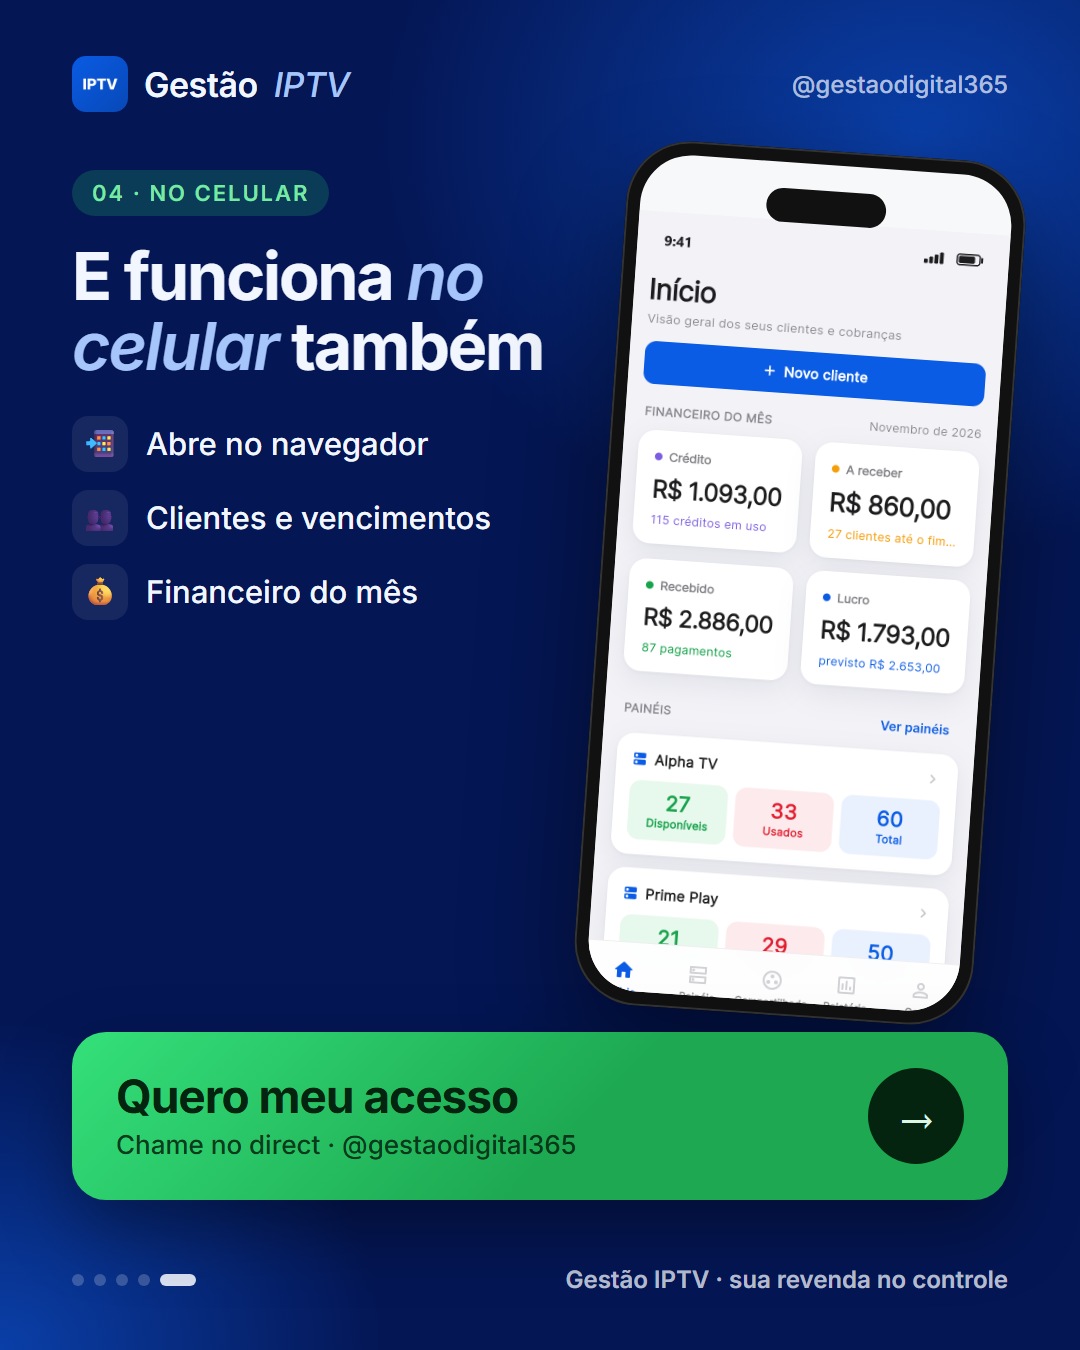 IPTV
Gestão IPTV
@gestaodigital365
04 · NO CELULAR
E funciona no
celular também
Abre no navegador
Clientes e vencimentos
Financeiro do mês
9:41
Início
Visão geral dos seus clientes e cobranças
+ Novo cliente
FINANCEIRO DO MÊS
Novembro de 2026
Crédito
R$ 1.093,00
115 créditos em uso
A receber
R$ 860,00
27 clientes até o fim...
Recebido
R$ 2.886,00
87 pagamentos
Lucro
R$ 1.793,00
previsto R$ 2.653,00
PAINÉIS
Ver painéis
Alpha TV
27
Disponíveis
33
Usados
60
Total
Prime Play
21
29
50
Quero meu acesso
Chame no direct · @gestaodigital365
→
Gestão IPTV · sua revenda no controle